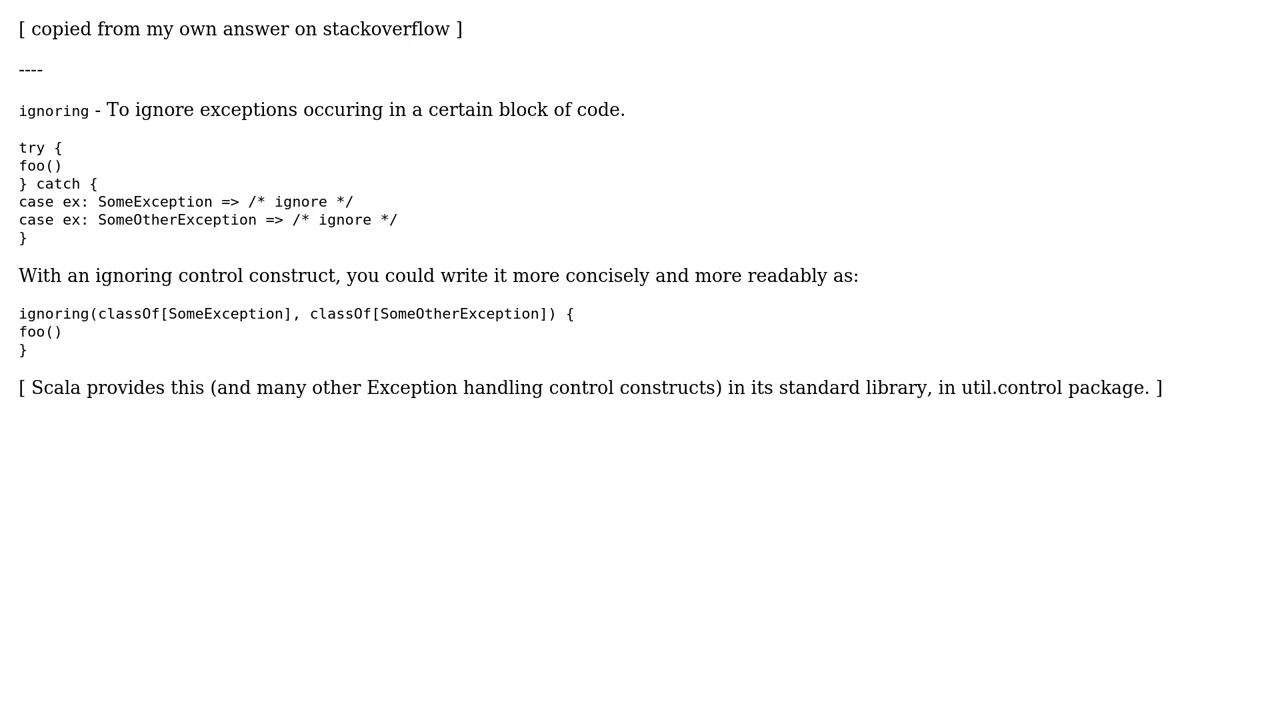 [ copied from my own answer on stackoverflow ]
----
ignoring - To ignore exceptions occuring in a certain block of code.
try {
foo()
} catch {
case ex: SomeException => /* ignore */
case ex: SomeOtherException => /* ignore */
}
With an ignoring control construct, you could write it more concisely and more readably as:
ignoring(classOf[SomeException], classOf[SomeOtherException]) {
foo()
}
[ Scala provides this (and many other Exception handling control constructs) in its standard library, in util.control package. ]